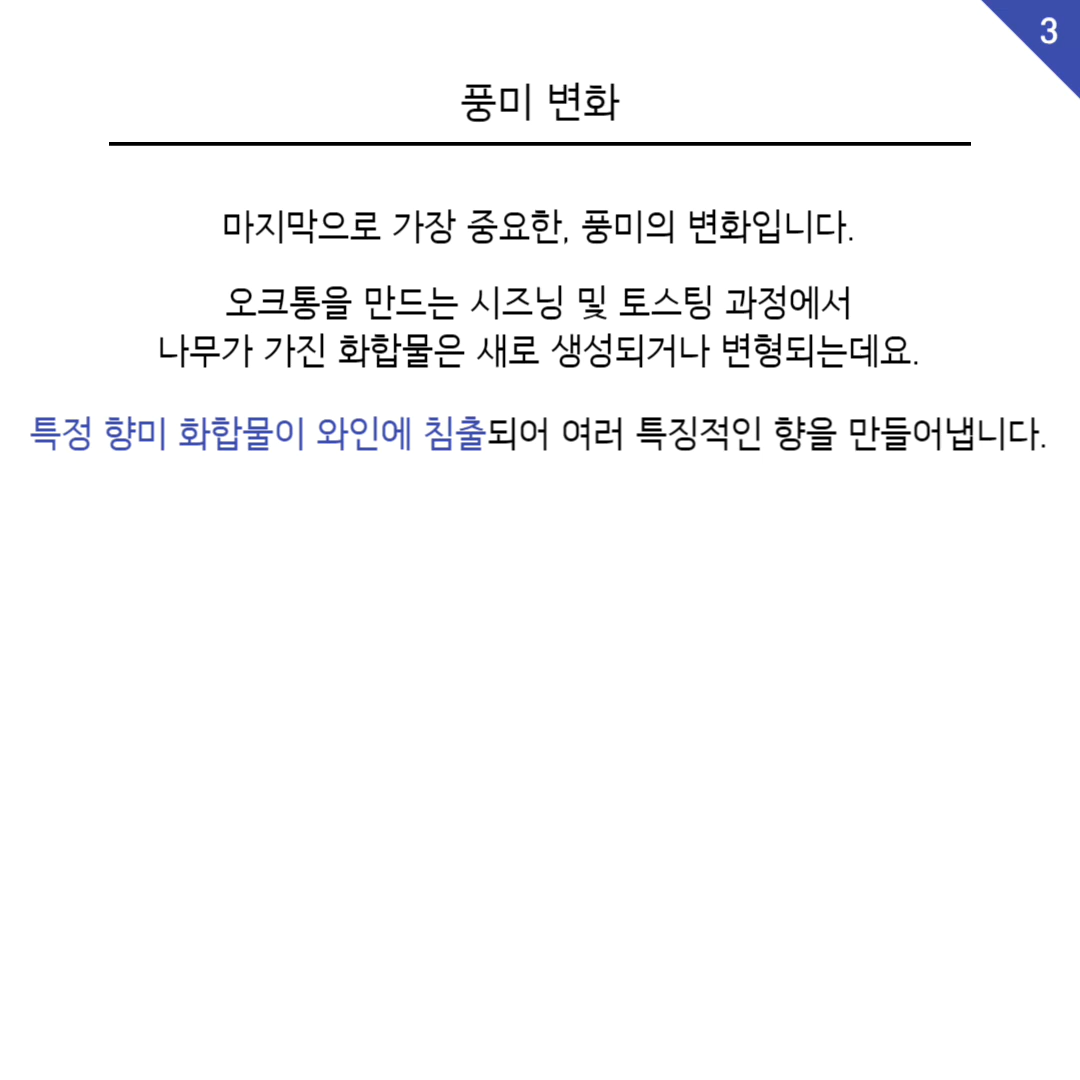 3
풍미 변화
마지막으로 가장 중요한, 풍미의 변화입니다.
오크통을 만드는 시즈닝 및 토스팅 과정에서
나무가 가진 화합물은 새로 생성되거나 변형되는데요.
특정 향미 화합물이 와인에 침출되어 여러 특징적인 향을 만들어냅니다.